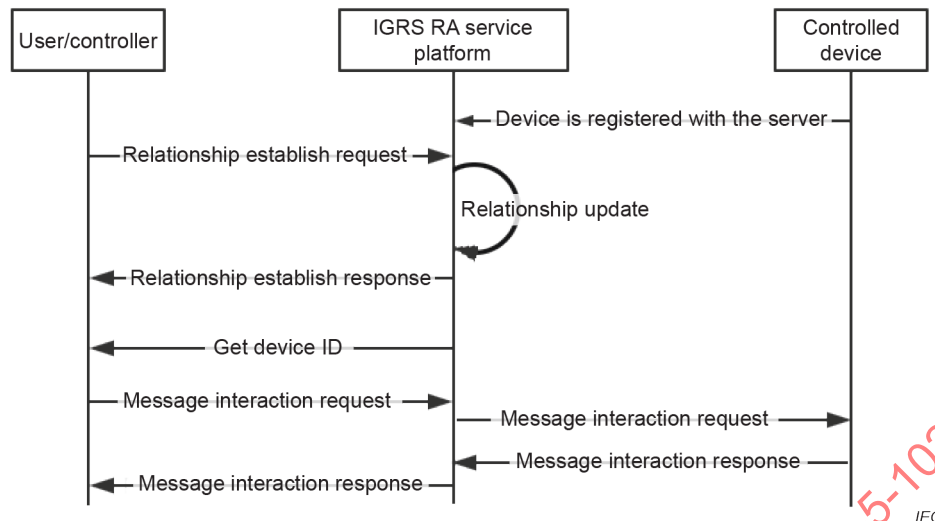 User/controller
IGRS RA service
platform
Controlled
device
Device is registered with the server
Relationship establish request
Relationship update
Relationship establish response
Get device ID
Message interaction request
Message interaction request
Message interaction response
Message interaction response